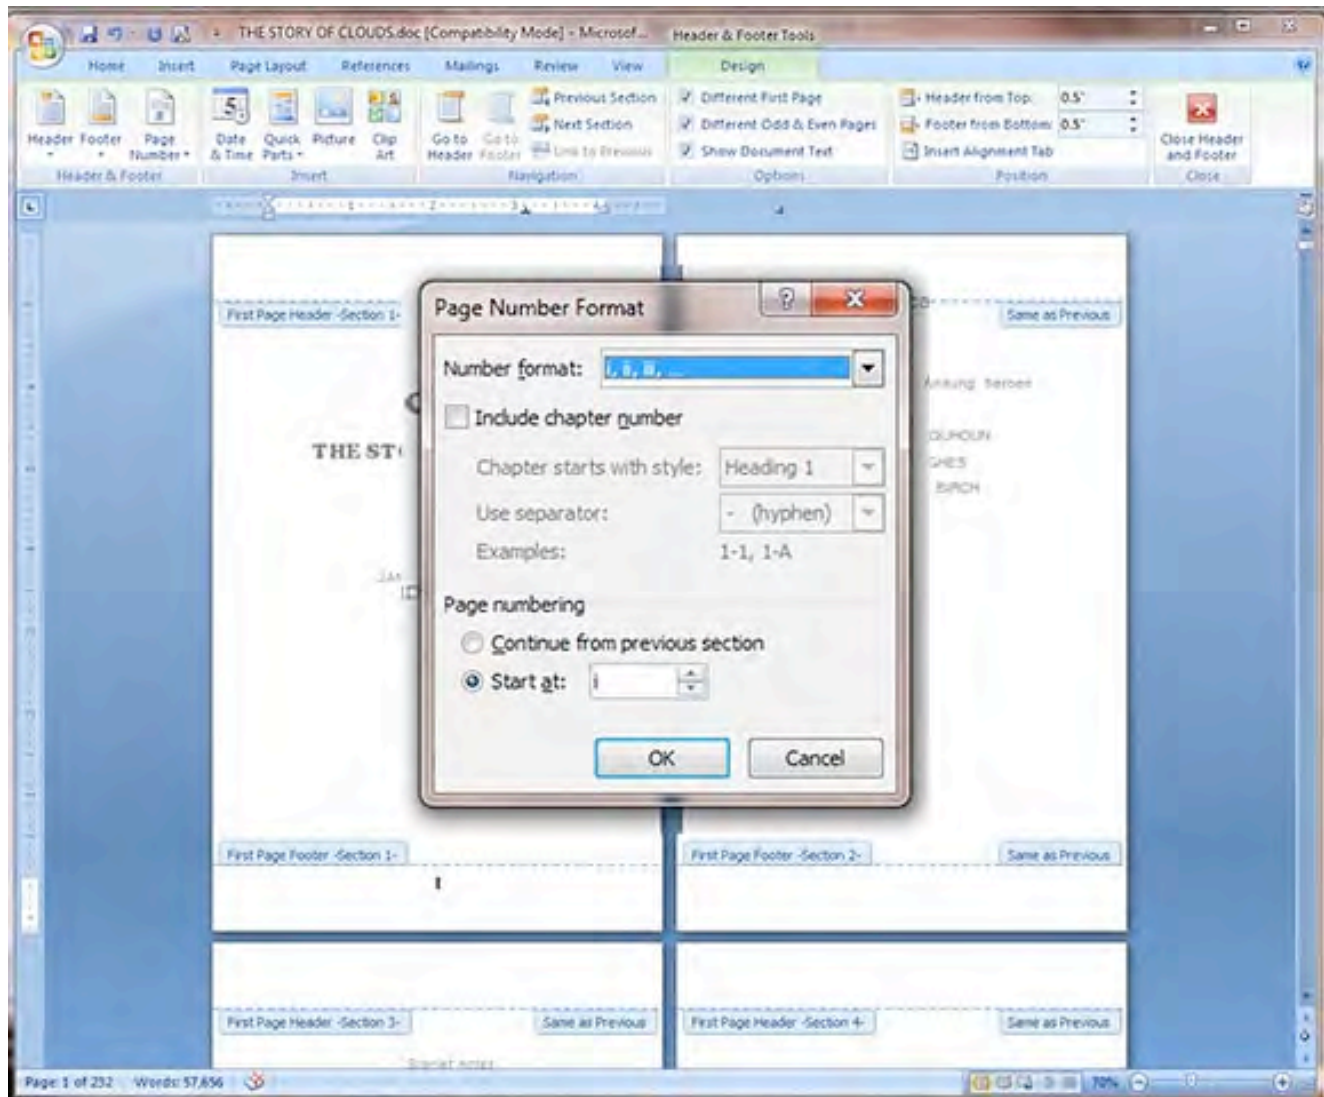 THE STORY OF CLOUDS.doc [Compatibility Mode] - Microsof...
Header & Footer Tools
Home Insert Page Layout References Mailings Review View Design
Header Footer Page Number
Header & Footer
Date & Time Quick Parts Picture Clip Art
Insert
Go to Header Go to Footer
Previous Section
Next Section
Link to Previous
Navigation
Different First Page
Different Odd & Even Pages
Show Document Text
Options
Header from Top: 0.5"
Footer from Bottom: 0.5"
Insert Alignment Tab
Position
Close Header and Footer
Close
First Page Header -Section 1-
Same as Previous
THE STO
BIRCH
Page Number Format
Number format: i, ii, iii, ...
Include chapter number
Chapter starts with style: Heading 1
Use separator: - (hyphen)
Examples: 1-1, 1-A
Page numbering
Continue from previous section
Start at: i
OK Cancel
First Page Footer -Section 1-
First Page Footer -Section 2- Same as Previous
First Page Header -Section 3- Same as Previous
First Page Header -Section 4- Same as Previous
Page: 1 of 232 Words: 57,656 70%